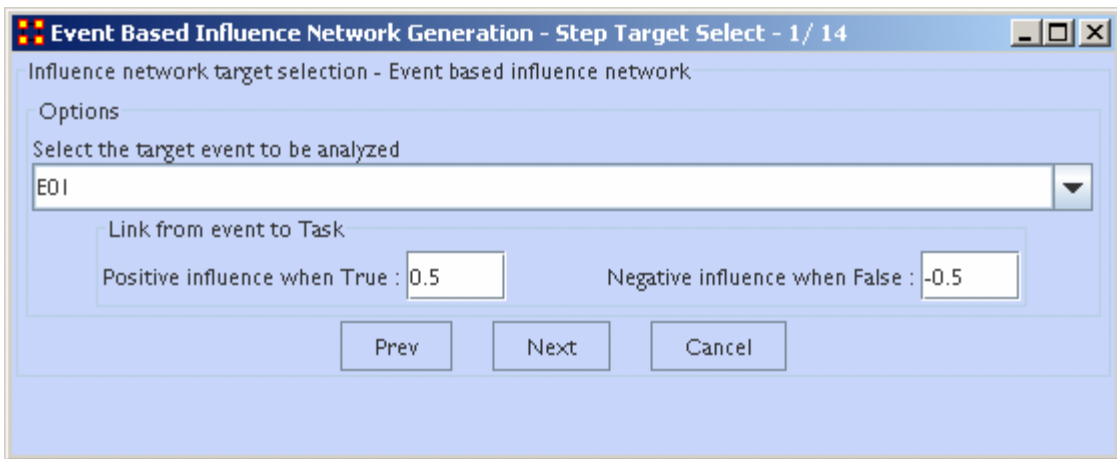 Event Based Influence Network Generation - Step Target Select - 1/ 14
Influence network target selection - Event based influence network
Options
Select the target event to be analyzed
E01
Link from event to Task
Positive influence when True : 0.5 Negative influence when False : -0.5
Prev Next Cancel